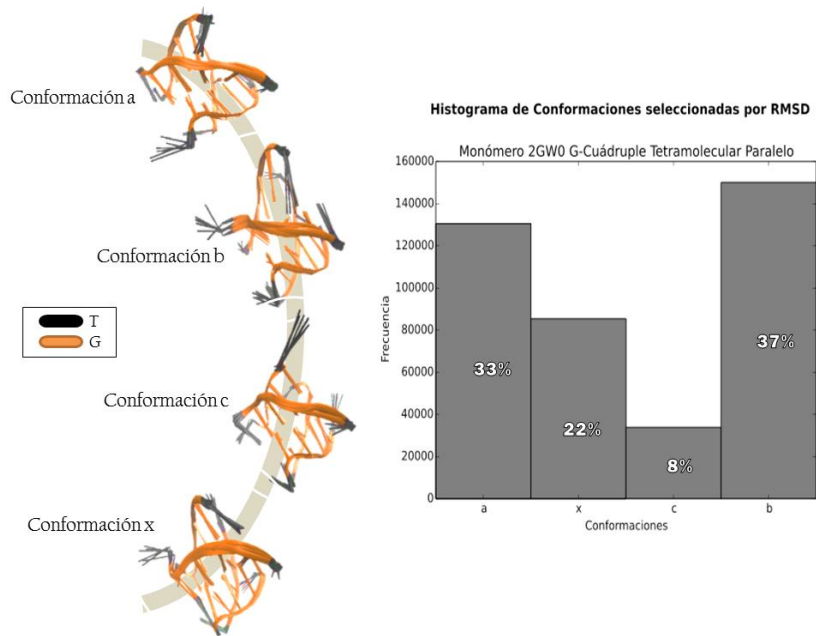 Conformación a
Conformación b
T
G
Conformación c
Conformación x
Histograma de Conformaciones seleccionadas por RMSD
Monómero 2GW0 G-Cuádruple Tetramolecular Paralelo
160000
140000
120000
100000
80000
60000
40000
20000
0
Frecuencia
33%
22%
8%
37%
a x c b
Conformaciones